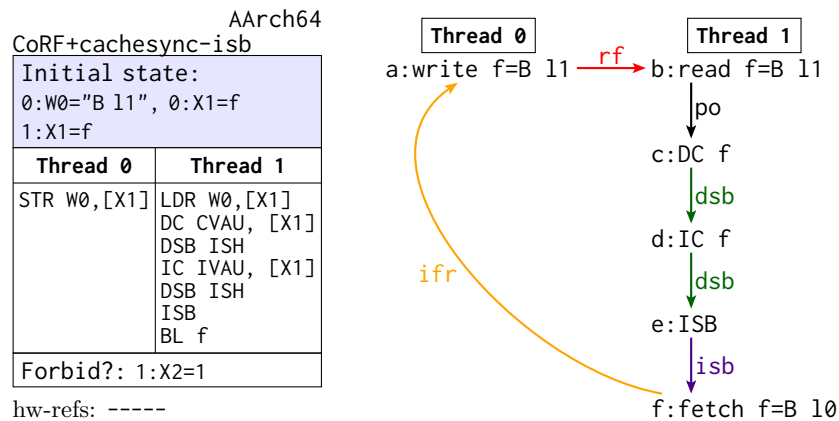 AArch64
CoRF+cachesync-isb
Initial state:
0:W0="B l1", 0:X1=f
1:X1=f
Thread 0 Thread 1
STR W0,[X1] LDR W0,[X1]
DC CVAU, [X1]
DSB ISH
IC IVAU, [X1]
DSB ISH
ISB
BL f
Forbid?: 1:X2=1
hw-refs: -----
Thread 0 Thread 1
a:write f=B l1 rf b:read f=B l1
po
c:DC f
dsb
d:IC f
ifr dsb
e:ISB
isb
f:fetch f=B l0